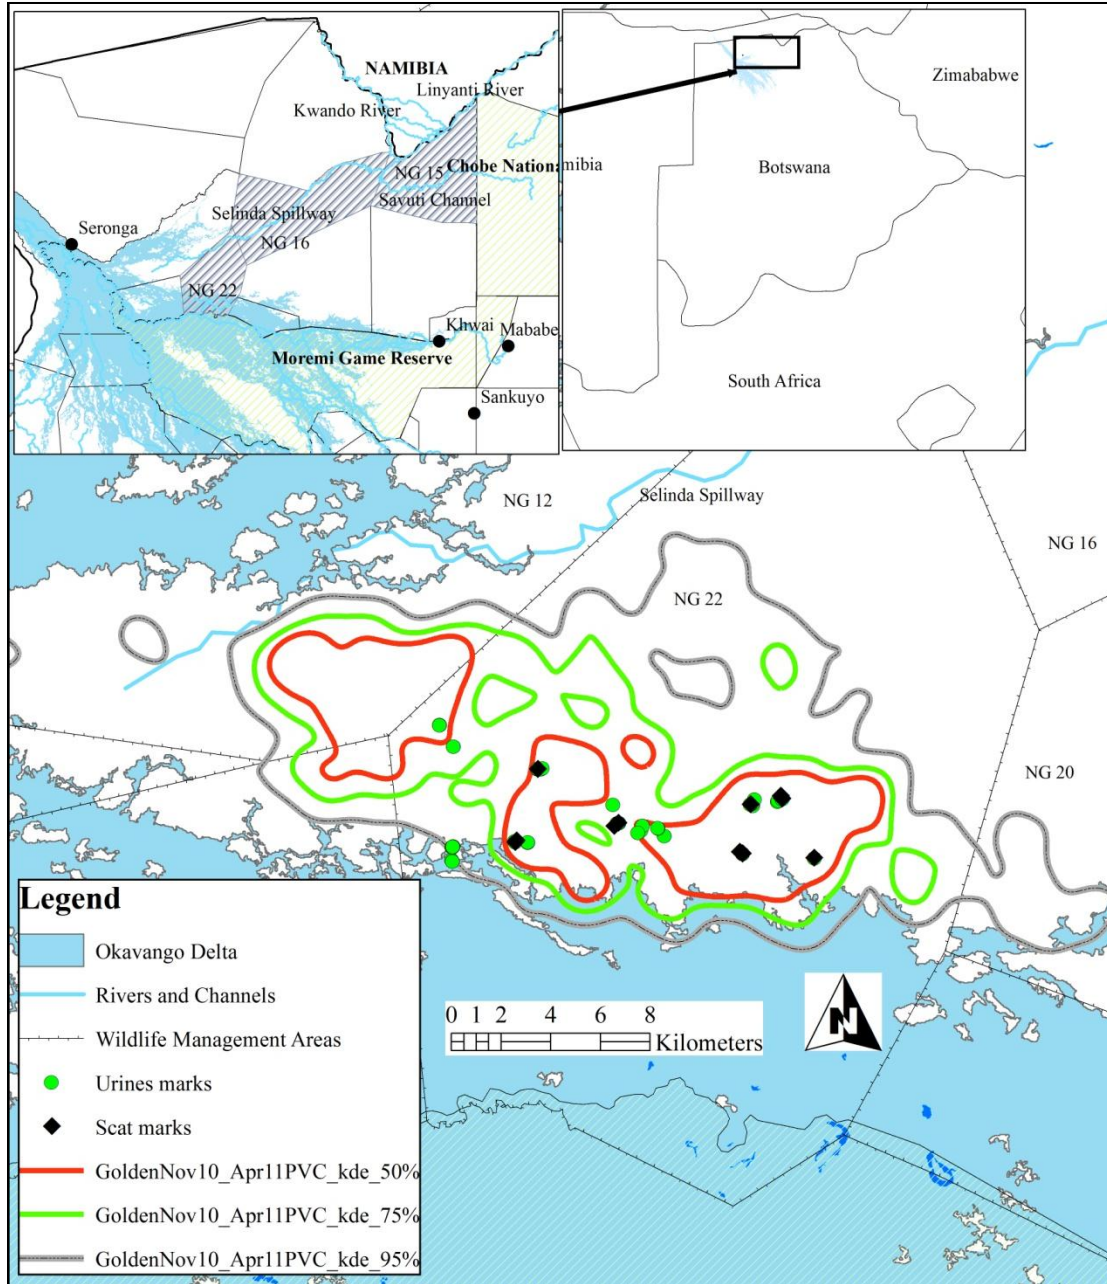 NAMIBIA
Linyanti River
Kwando River
Chobe Nationa
NG 15
Savuti Channel
Selinda Spillway
Seronga
NG 16
NG 22
Khwai
Mababe
Moremi Game Reserve
Sankuyo
Zimababwe
mibia
Botswana
South Africa
Selinda Spillway
NG 12
NG 16
NG 22
NG 20
Legend
Okavango Delta
Rivers and Channels
Wildlife Management Areas
Urines marks
Scat marks
GoldenNov10_Apr11PVC_kde_50%
GoldenNov10_Apr11PVC_kde_75%
GoldenNov10_Apr11PVC_kde_95%
0 1 2 4 6 8
Kilometers
N